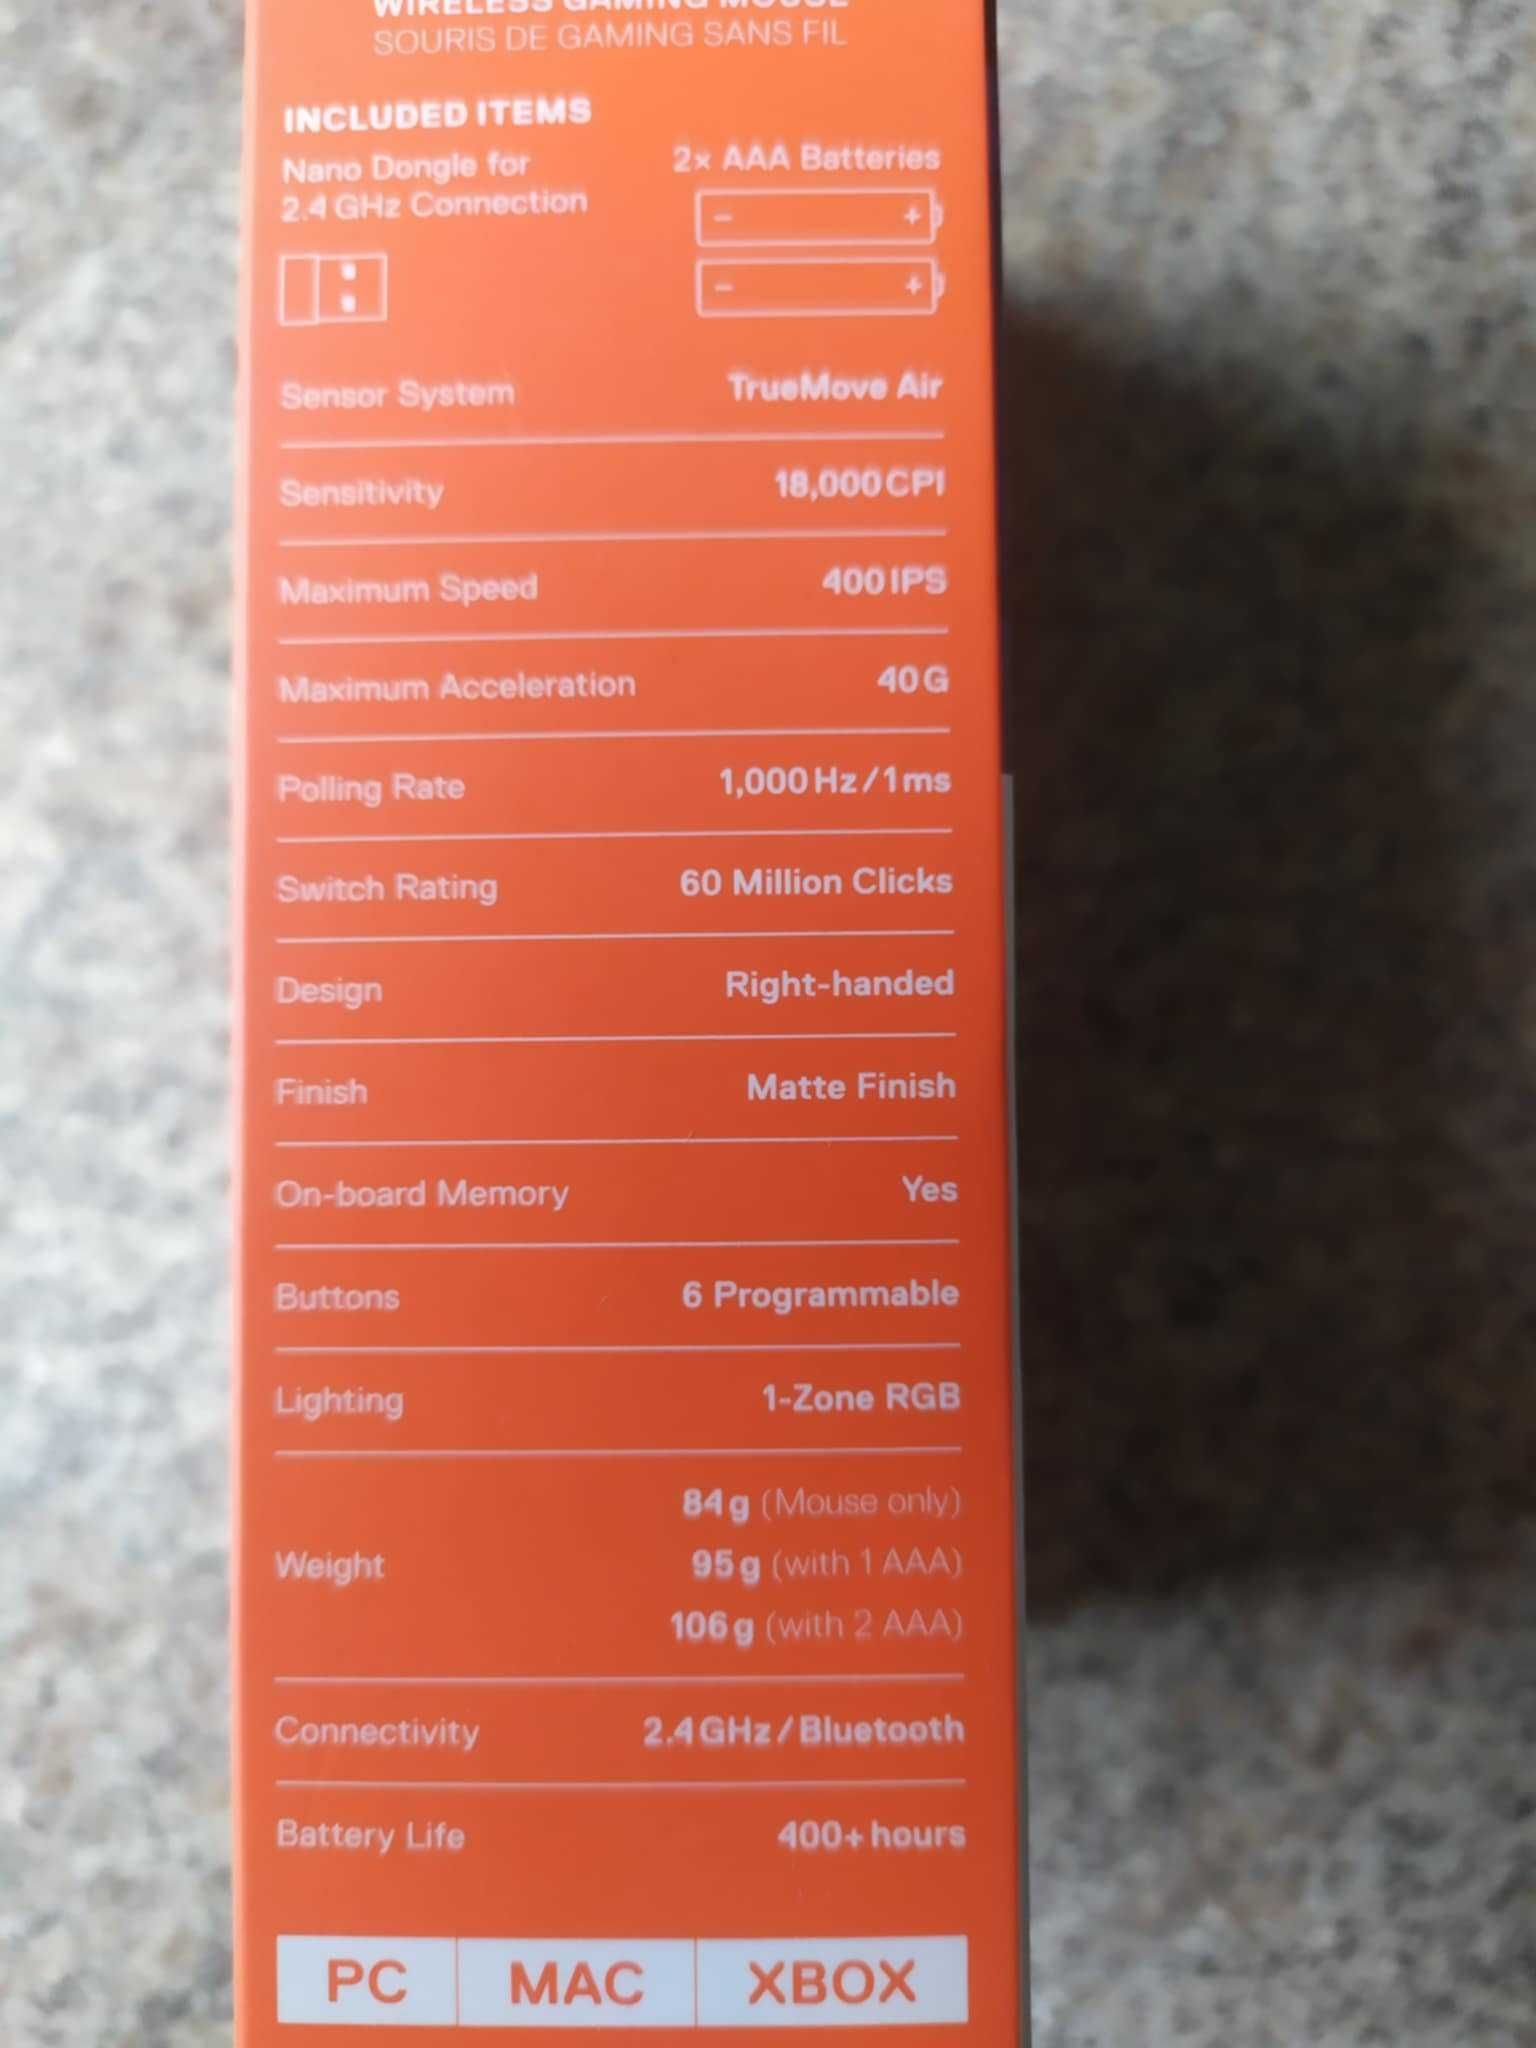 WIRELESS GAMING MOUSE
SOURIS DE GAMING SANS FIL
INCLUDED ITEMS
Nano Dongle for
2.4 GHz Connection
2x AAA Batteries
- +
- +
Sensor System TrueMove Air
Sensitivity 18,000 CPI
Maximum Speed 400 IPS
Maximum Acceleration 40 G
Polling Rate 1,000 Hz / 1 ms
Switch Rating 60 Million Clicks
Design Right-handed
Finish Matte Finish
On-board Memory Yes
Buttons 6 Programmable
Lighting 1-Zone RGB
Weight
84 g (Mouse only)
95 g (with 1 AAA)
106 g (with 2 AAA)
Connectivity 2.4 GHz / Bluetooth
Battery Life 400+ hours
PC MAC XBOX